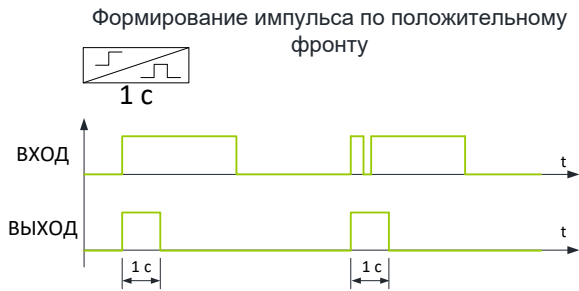 Формирование импульса по положительному
фронту
1 с
ВХОД
t
ВЫХОД
t
1 с
1 с